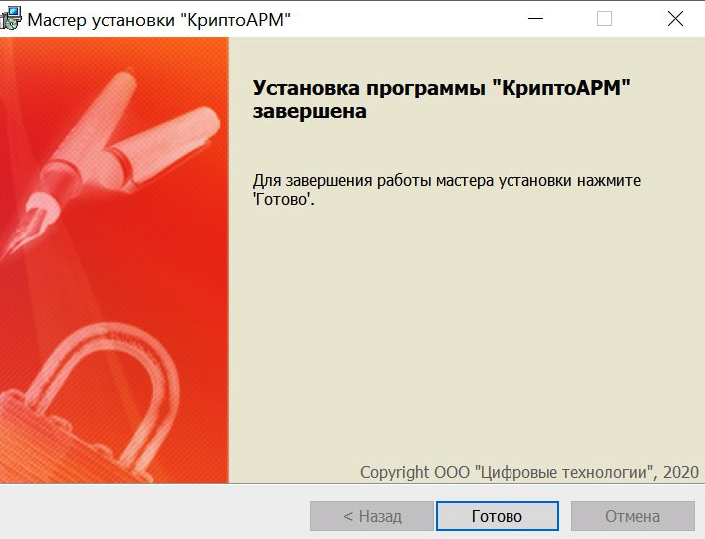 Мастер установки "КриптоАРМ"
Установка программы "КриптоАРМ"
завершена
Для завершения работы мастера установки нажмите
'Готово'.
Copyright ООО "Цифровые технологии", 2020
< Назад
Готово
Отмена